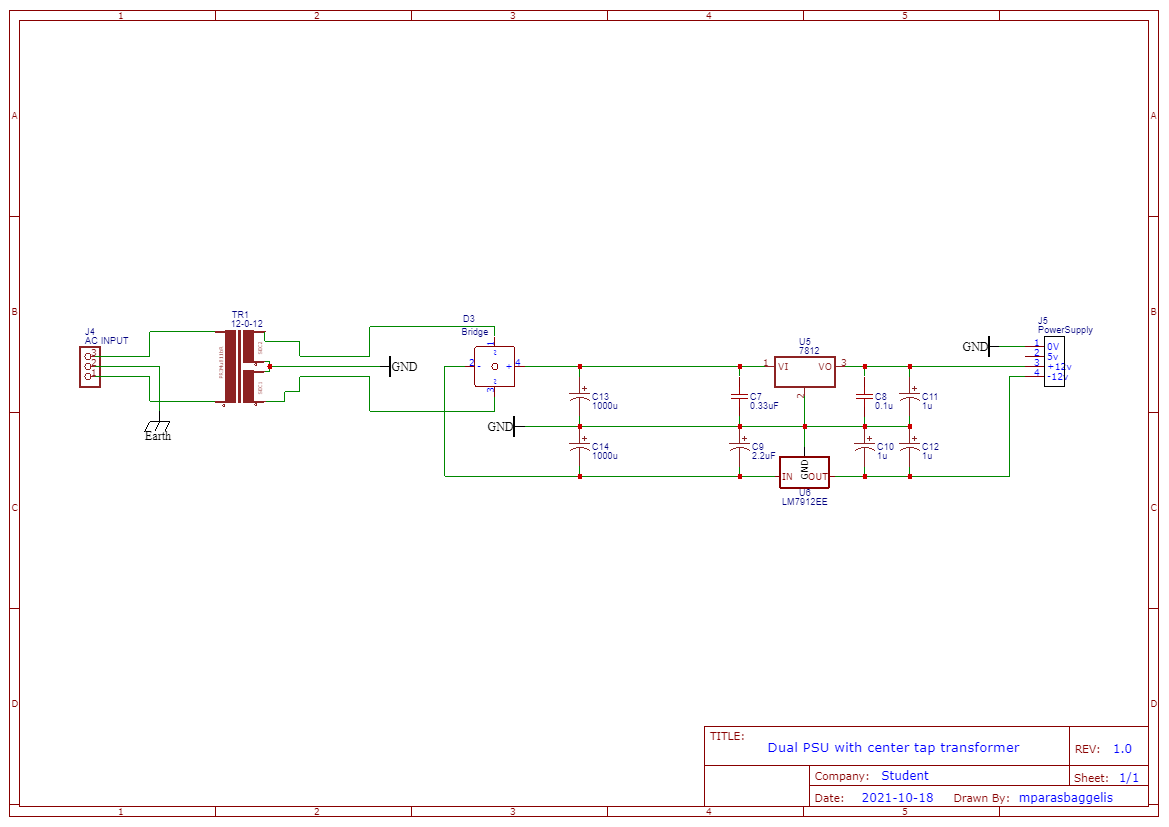 1 2 3 4 5
A A
B B
C C
D D
J4
AC INPUT
3
2
1
Earth
TR1
12-0-12
SEC2
SEC1
GND
D3
Bridge
1
2 - + 4
3
GND
C13
1000u
C14
1000u
C7
0.33uF
C9
2.2uF
U5
7812
1 VI VO 3
2
GND
IN OUT
U6
LM7912EE
C8
0.1u
C11
1u
C10
1u
C12
1u
J5
PowerSupply
GND
1 0V
2 5v
3 +12v
4 -12v
TITLE:
Dual PSU with center tap transformer
REV: 1.0
Company: Student
Sheet: 1/1
Date: 2021-10-18 Drawn By: mparasbaggelis
1 2 3 4 5